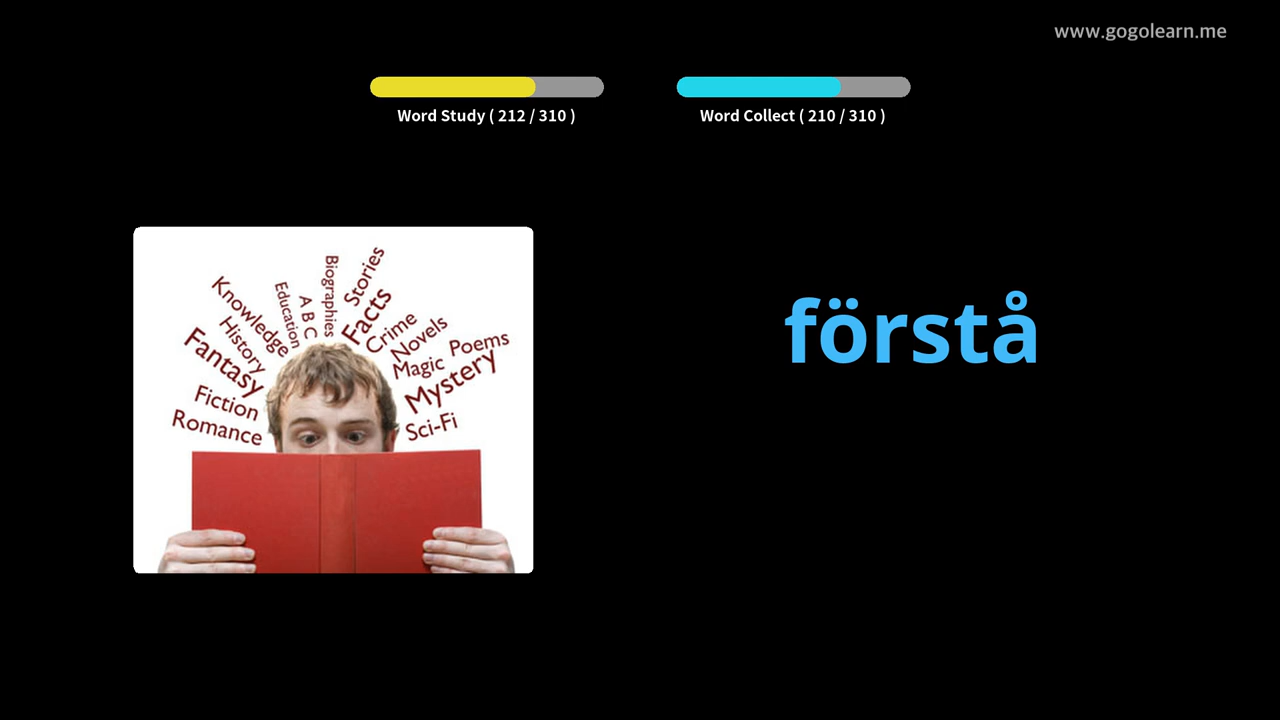 www.gogolearn.me
Word Study ( 212 / 310 )
Word Collect ( 210 / 310 )
Knowledge
Education
A B C
Biographies
Stories
Facts
History
Crime
Novels
Poems
Fantasy
Magic
Mystery
Fiction
Romance
Sci-Fi
förstå